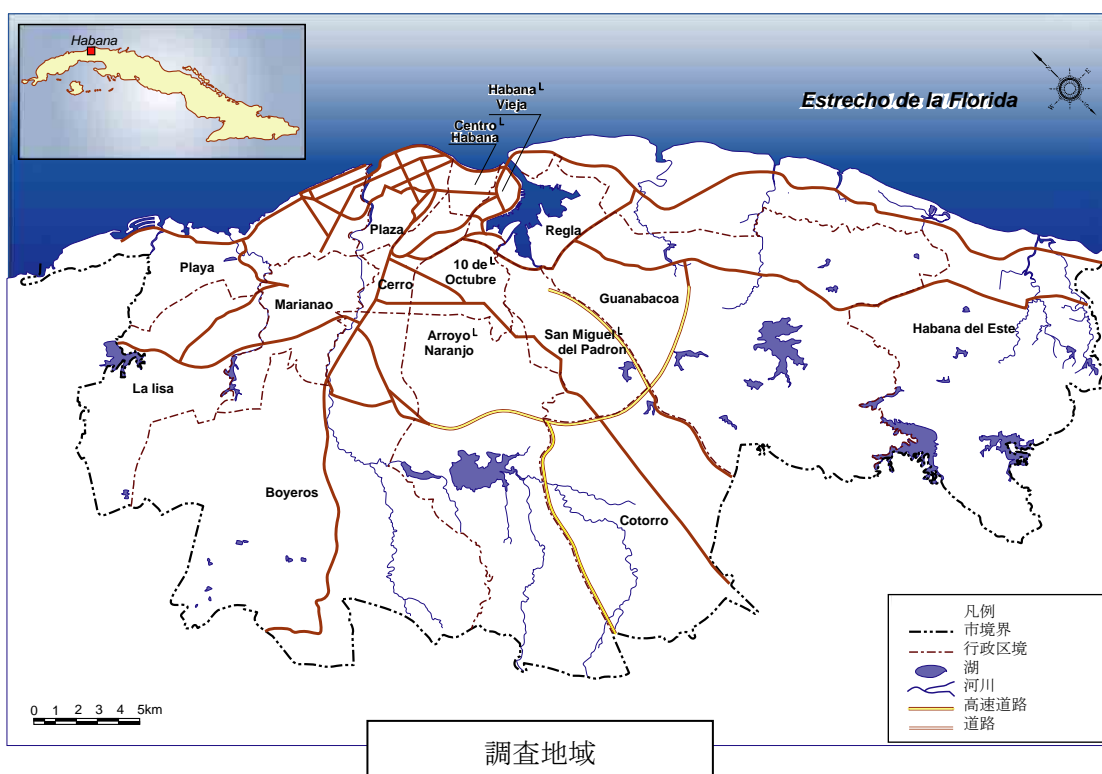 Habana
Estrecho de la Florida
Habana
Vieja
Centro
Habana
Plaza
Regla
Playa
10 de
Octubre
Cerro
Marianao
Guanabacoa
Arroyo
Naranjo
San Miguel
del Padron
Habana del Este
La lisa
Boyeros
Cotorro
凡例
市境界
行政区境
湖
河川
高速道路
道路
0 1 2 3 4 5km
調査地域